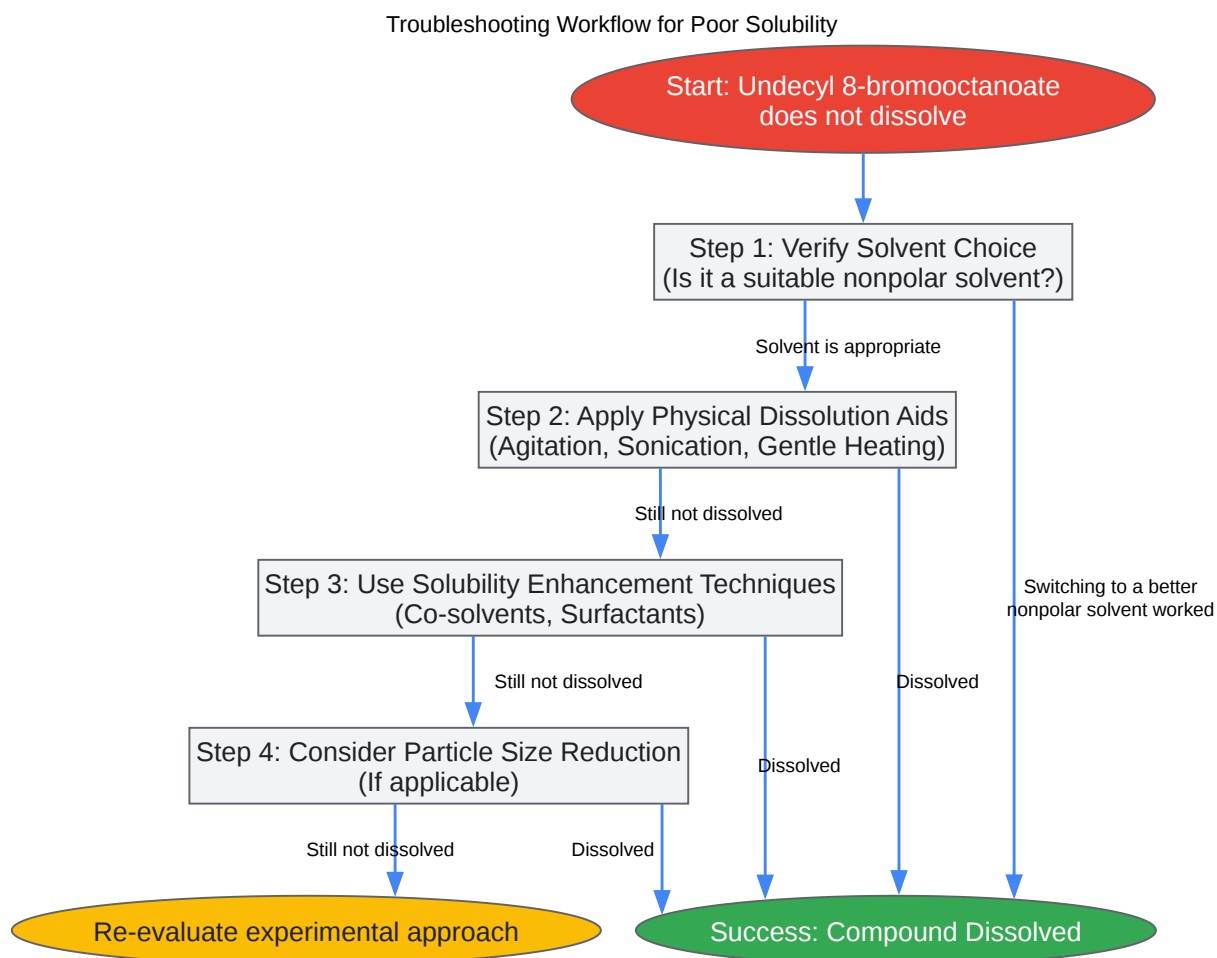 Troubleshooting Workflow for Poor Solubility
Start: Undecyl 8-bromooctanoate
does not dissolve
Step 1: Verify Solvent Choice
(Is it a suitable nonpolar solvent?)
Solvent is appropriate
Step 2: Apply Physical Dissolution Aids
(Agitation, Sonication, Gentle Heating)
Still not dissolved
Step 3: Use Solubility Enhancement Techniques
(Co-solvents, Surfactants)
Switching to a better
nonpolar solvent worked
Still not dissolved
Dissolved
Step 4: Consider Particle Size Reduction
(If applicable)
Dissolved
Still not dissolved
Dissolved
Re-evaluate experimental approach
Success: Compound Dissolved